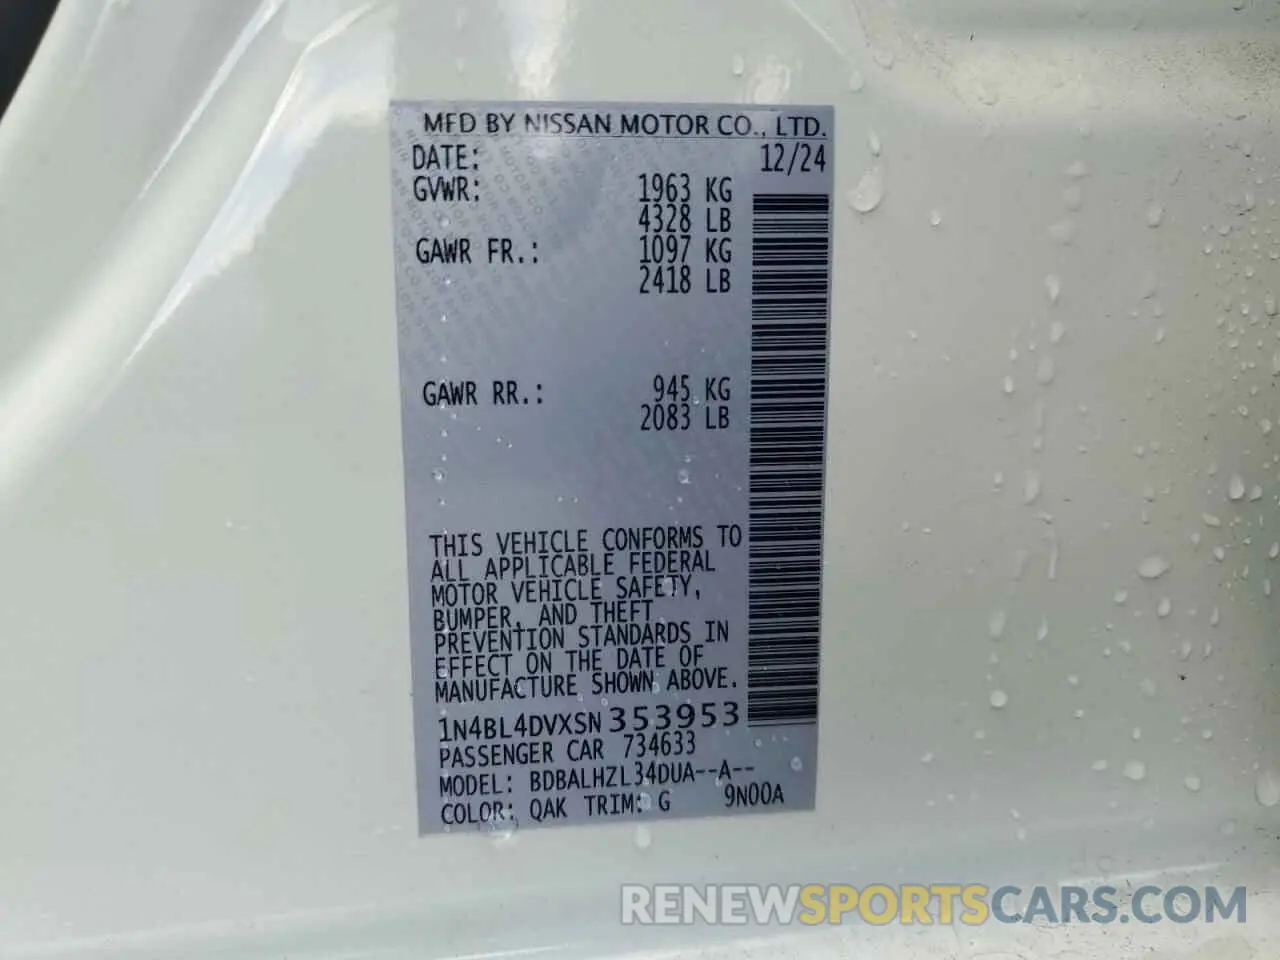 MFD BY NISSAN MOTOR CO., LTD.
DATE: 12/24
GVWR: 1963 KG
4328 LB
GAWR FR.: 1097 KG
2418 LB
GAWR RR.: 945 KG
2083 LB
THIS VEHICLE CONFORMS TO
ALL APPLICABLE FEDERAL
MOTOR VEHICLE SAFETY,
BUMPER, AND THEFT
PREVENTION STANDARDS IN
EFFECT ON THE DATE OF
MANUFACTURE SHOWN ABOVE.
1N4BL4DVXSN353953
PASSENGER CAR 734633
MODEL: BDBALHZL34DUA--A--
COLOR: QAK TRIM: G 9N00A
RENEWSPORTSCARS.COM